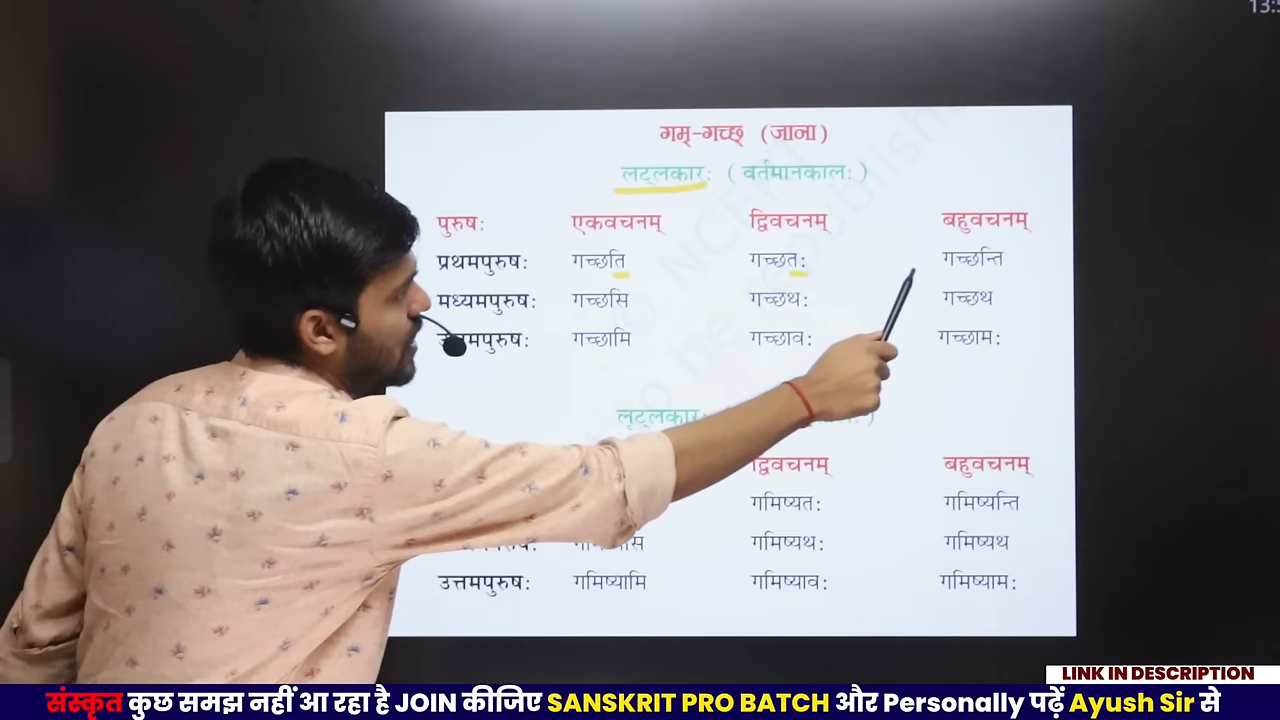 13:5
गम्-गच्छ् (जाना)
लट्लकारः (वर्तमानकालः)
पुरुषः एकवचनम् द्विवचनम् बहुवचनम्
प्रथमपुरुषः गच्छति गच्छतः गच्छन्ति
मध्यमपुरुषः गच्छसि गच्छथः गच्छथ
गच्छामि गच्छावः गच्छामः
लृट्लकारः
द्विवचनम् बहुवचनम्
गमिष्यतः गमिष्यन्ति
गमिष्यथः गमिष्यथ
उत्तमपुरुषः गमिष्यामि गमिष्यावः गमिष्यामः
LINK IN DESCRIPTION
संस्कृत कुछ समझ नहीं आ रहा है JOIN कीजिए SANSKRIT PRO BATCH और Personally पढ़ें Ayush Sir से